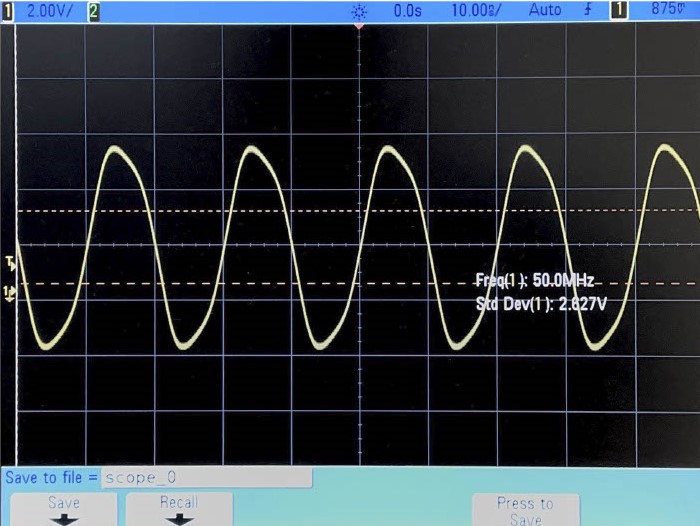 1 2.00V/ 2 0.0s 10.00 Auto 1 875
T
1
Freq(1): 50.0MHz
Std Dev(1): 2.627V
Save to file = scope_0
Save Recall Press to
Save